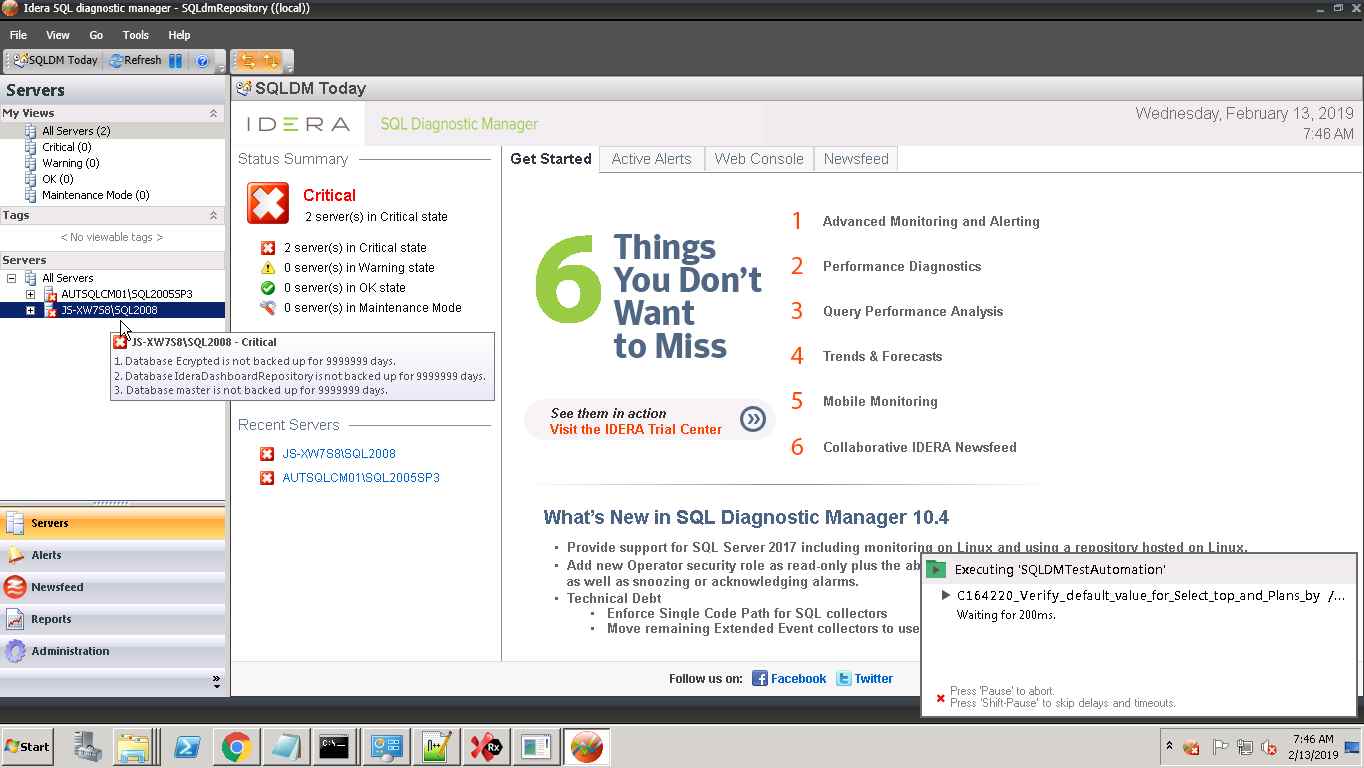 Idera SQL diagnostic manager - SQLdmRepository ((local))
File View Go Tools Help
SQLDM Today Refresh
Servers
My Views
All Servers (2)
Critical (0)
Warning (0)
OK (0)
Maintenance Mode (0)
Tags
< No viewable tags >
Servers
All Servers
AUTSQLCM01\SQL2005SP3
JS-XW7S8\SQL2008
JS-XW7S8\SQL2008 - Critical
1. Database Ecrypted is not backed up for 9999999 days.
2. Database IderaDashboardRepository is not backed up for 9999999 days.
3. Database master is not backed up for 9999999 days.
Servers
Alerts
Newsfeed
Reports
Administration
SQLDM Today
IDERA SQL Diagnostic Manager
Wednesday, February 13, 2019
7:46 AM
Status Summary
Critical
2 server(s) in Critical state
2 server(s) in Critical state
0 server(s) in Warning state
0 server(s) in OK state
0 server(s) in Maintenance Mode
Recent Servers
JS-XW7S8\SQL2008
AUTSQLCM01\SQL2005SP3
Get Started Active Alerts Web Console Newsfeed
6 Things
You Don't
Want
to Miss
See them in action
Visit the IDERA Trial Center
1 Advanced Monitoring and Alerting
2 Performance Diagnostics
3 Query Performance Analysis
4 Trends & Forecasts
5 Mobile Monitoring
6 Collaborative IDERA Newsfeed
What's New in SQL Diagnostic Manager 10.4
• Provide support for SQL Server 2017 including monitoring on Linux and using a repository hosted on Linux.
• Add new Operator security role as read-only plus the ab
as well as snoozing or acknowledging alarms.
• Technical Debt
• Enforce Single Code Path for SQL collectors
• Move remaining Extended Event collectors to use
Follow us on: Facebook Twitter
Executing 'SQLDMTestAutomation'
C164220_Verify_default_value_for_Select_top_and_Plans_by /...
Waiting for 200ms.
Press 'Pause' to abort.
Press 'Shift-Pause' to skip delays and timeouts.
Start
C:\_
Rx
7:46 AM
2/13/2019